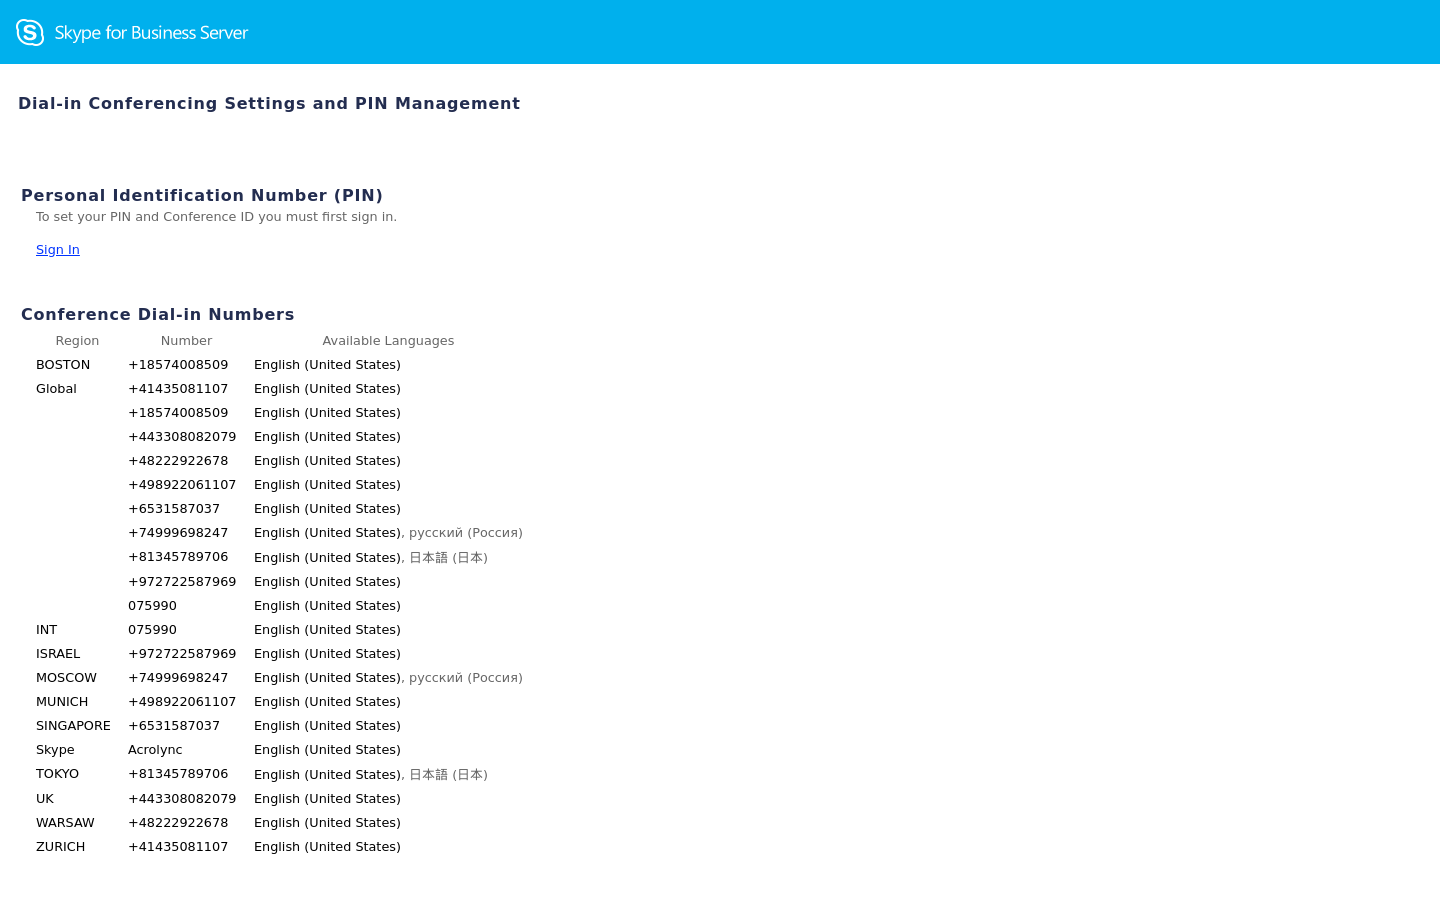 Skype for Business Server
Dial-in Conferencing Settings and PIN Management
Personal Identification Number (PIN)
To set your PIN and Conference ID you must first sign in.
Sign In
Conference Dial-in Numbers
Region Number Available Languages
BOSTON +18574008509 English (United States)
Global +41435081107 English (United States)
+18574008509 English (United States)
+443308082079 English (United States)
+48222922678 English (United States)
+498922061107 English (United States)
+6531587037 English (United States)
+74999698247 English (United States), русский (Россия)
+81345789706 English (United States), 日本語 (日本)
+972722587969 English (United States)
075990 English (United States)
INT 075990 English (United States)
ISRAEL +972722587969 English (United States)
MOSCOW +74999698247 English (United States), русский (Россия)
MUNICH +498922061107 English (United States)
SINGAPORE +6531587037 English (United States)
Skype Acrolync English (United States)
TOKYO +81345789706 English (United States), 日本語 (日本)
UK +443308082079 English (United States)
WARSAW +48222922678 English (United States)
ZURICH +41435081107 English (United States)